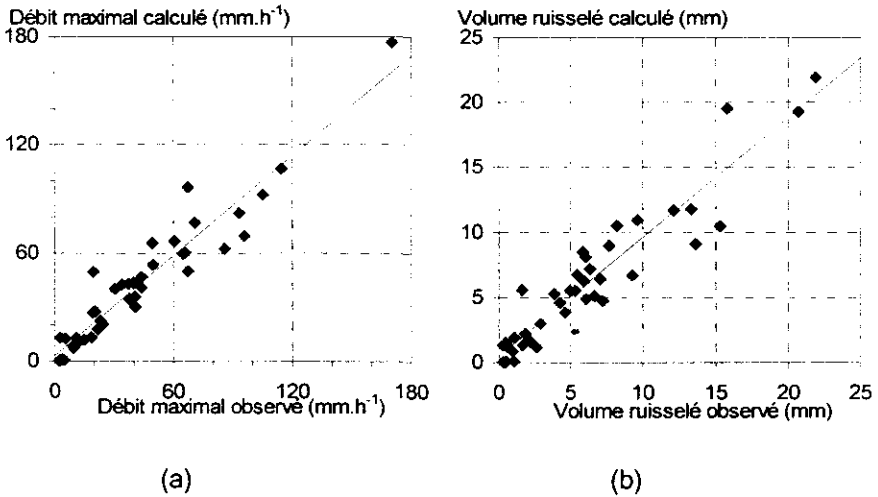 Débit maximal calculé (mm.h⁻¹)
180
120
60
0
0 60 120 180
Débit maximal observé (mm.h⁻¹)
(a)
Volume ruisselé calculé (mm)
25
20
15
10
5
0
0 5 10 15 20 25
Volume ruisselé observé (mm)
(b)